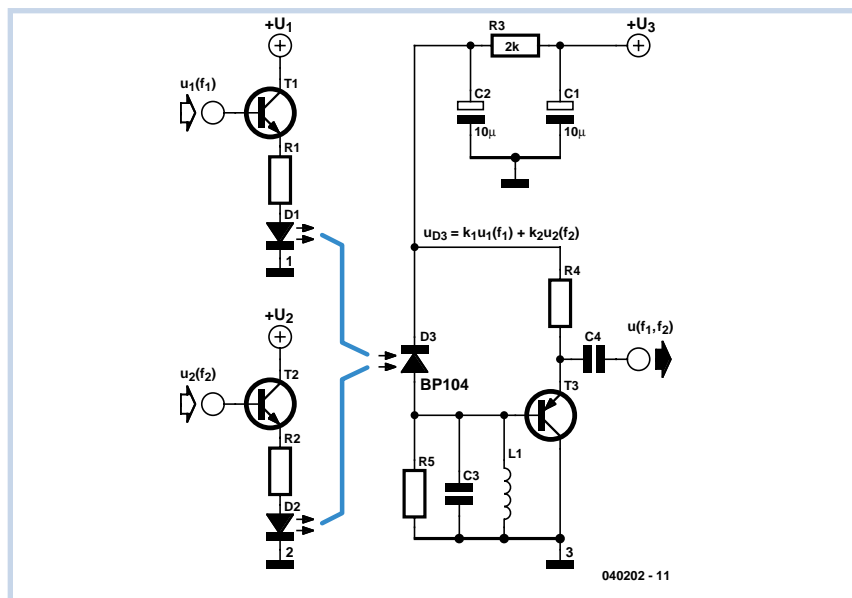 +U1
u1(f1)
T1
R1
D1
1
+U2
u2(f2)
T2
R2
D2
2
R3
2k
+U3
C2
10µ
C1
10µ
uD3 = k1u1(f1) + k2u2(f2)
R4
D3
BP104
C4
u(f1,f2)
T3
R5
C3
L1
3
040202 - 11